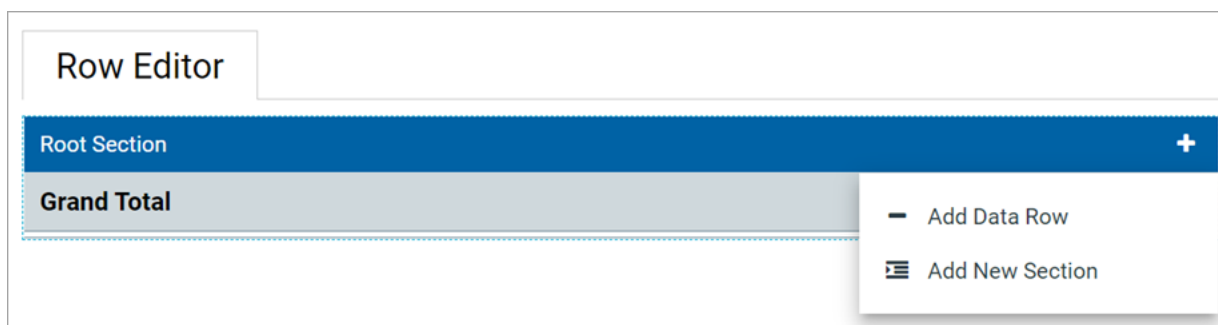 Row Editor
Root Section
Grand Total
Add Data Row
Add New Section